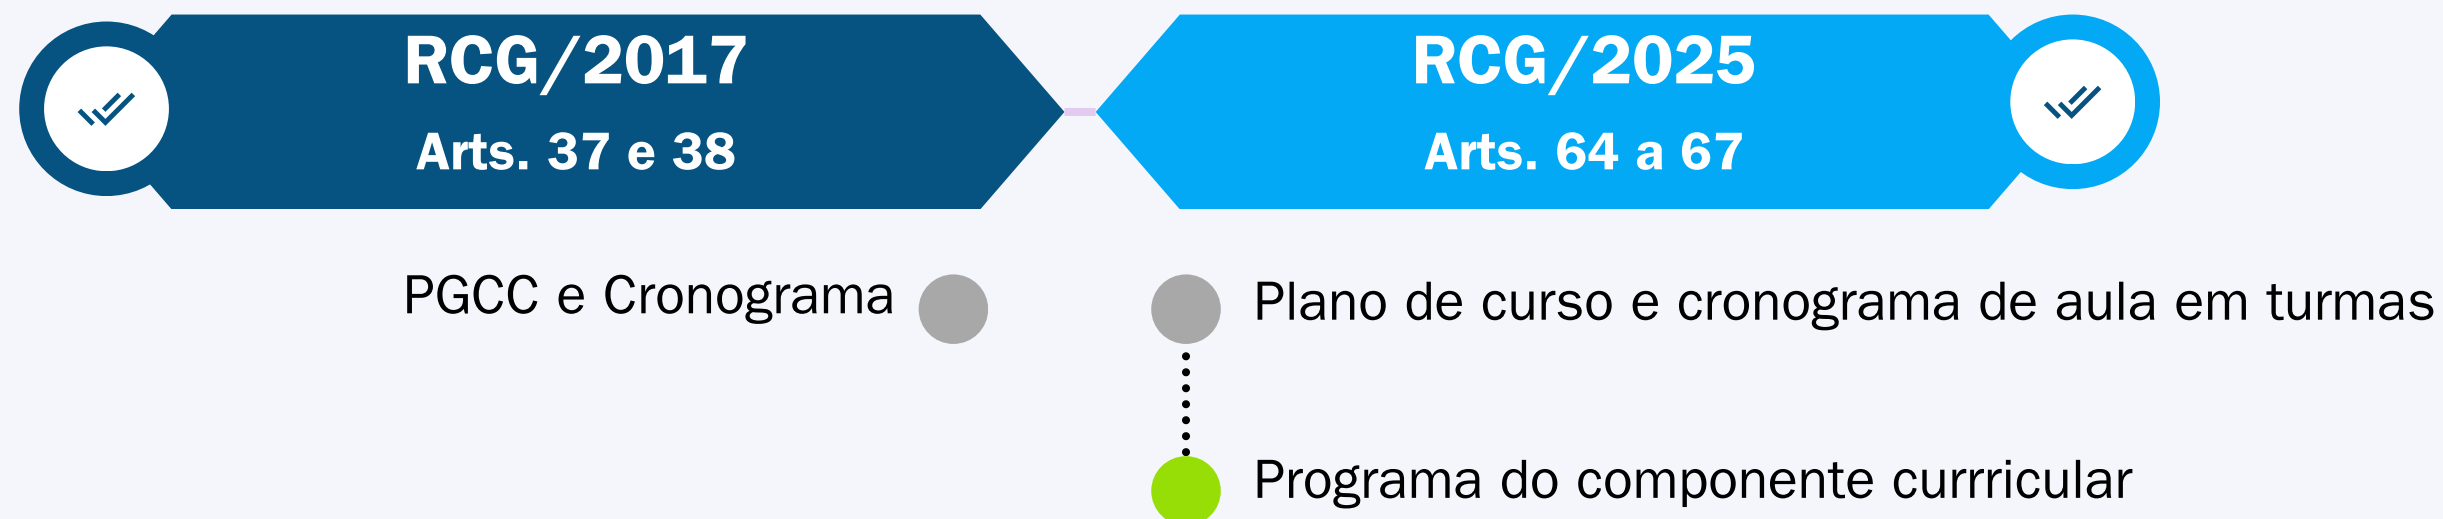 RCG/2017
Arts. 37 e 38
PGCC e Cronograma
RCG/2025
Arts. 64 a 67
Plano de curso e cronograma de aula em turmas
Programa do componente currricular